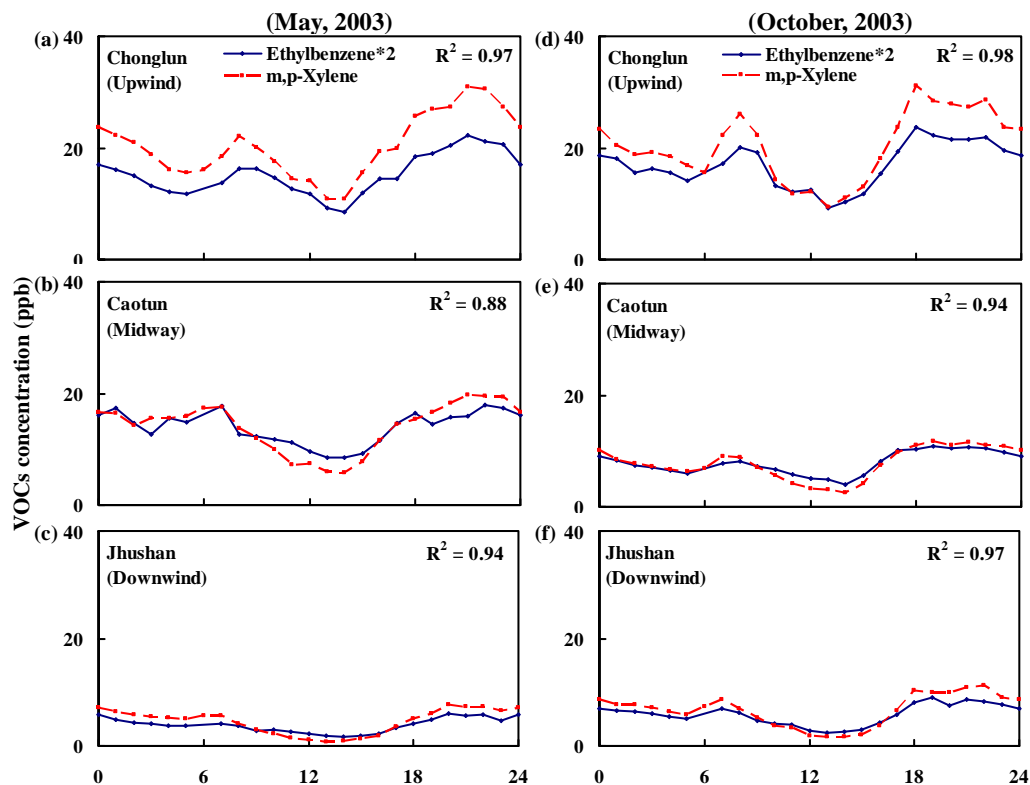 (May, 2003)
(October, 2003)
VOCs concentration (ppb)
(a)
40
20
0
Chonglun
(Upwind)
Ethylbenzene*2
m,p-Xylene
R² = 0.97
(d)
40
20
0
Chonglun
(Upwind)
Ethylbenzene*2
m,p-Xylene
R² = 0.98
(b)
40
20
0
Caotun
(Midway)
R² = 0.88
(e)
40
20
0
Caotun
(Midway)
R² = 0.94
(c)
40
20
0
Jhushan
(Downwind)
R² = 0.94
(f)
40
20
0
Jhushan
(Downwind)
R² = 0.97
0 6 12 18 24
0 6 12 18 24